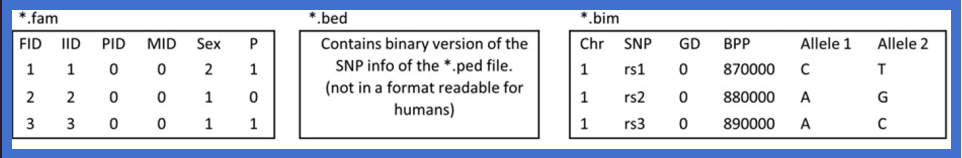 *.fam
FID IID PID MID Sex P
1 1 0 0 2 1
2 2 0 0 1 0
3 3 0 0 1 1
*.bed
Contains binary version of the
SNP info of the *.ped file.
(not in a format readable for
humans)
*.bim
Chr SNP GD BPP Allele 1 Allele 2
1 rs1 0 870000 C T
1 rs2 0 880000 A G
1 rs3 0 890000 A C